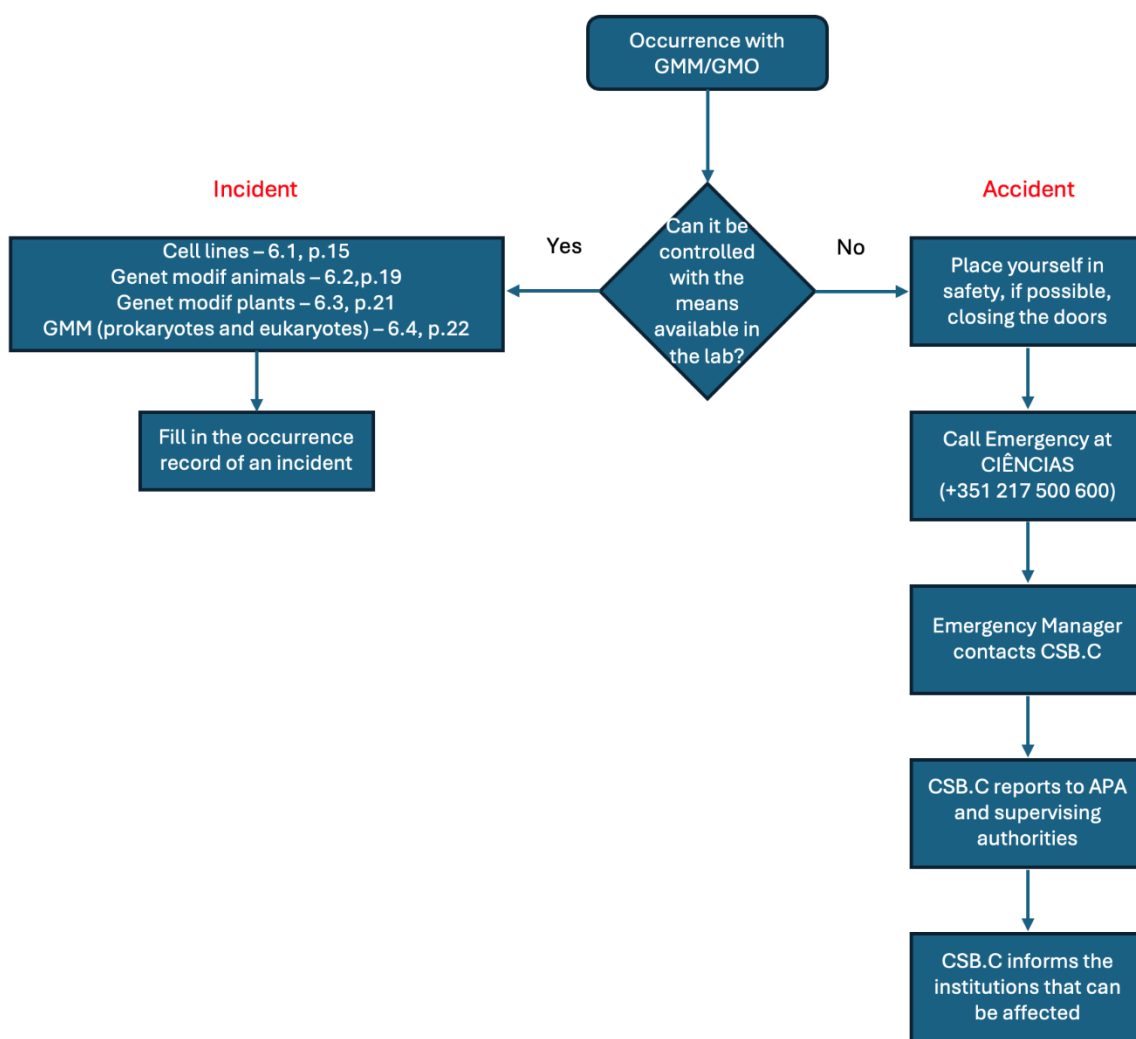 Occurrence with
GMM/GMO
Incident
Accident
Can it be
controlled with
the means
available in
the lab?
Yes
No
Cell lines – 6.1, p.15
Genet modif animals – 6.2,p.19
Genet modif plants – 6.3, p.21
GMM (prokaryotes and eukaryotes) – 6.4, p.22
Fill in the occurrence
record of an incident
Place yourself in
safety, if possible,
closing the doors
Call Emergency at
CIÊNCIAS
(+351 217 500 600)
Emergency Manager
contacts CSB.C
CSB.C reports to APA
and supervising
authorities
CSB.C informs the
institutions that can
be affected